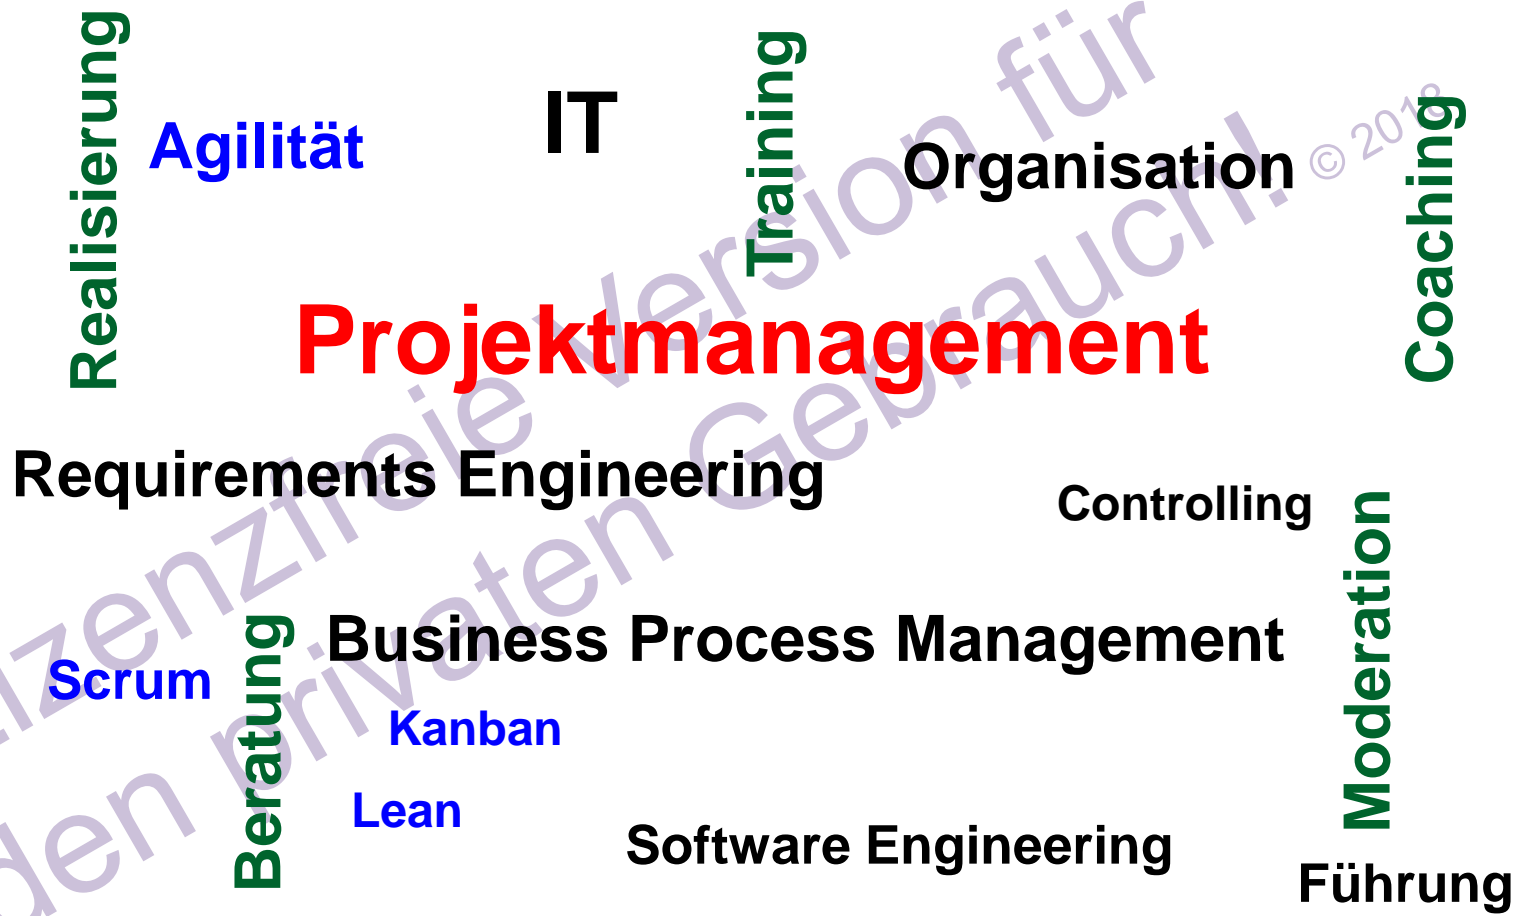 Realisierung
Agilität
IT
Training
Organisation
Coaching
© 2018
Projektmanagement
Requirements Engineering
Controlling
Moderation
Business Process Management
Scrum
Beratung
Kanban
Lean
Software Engineering
Führung
izenzfreie Version für
den privaten Gebrauch!